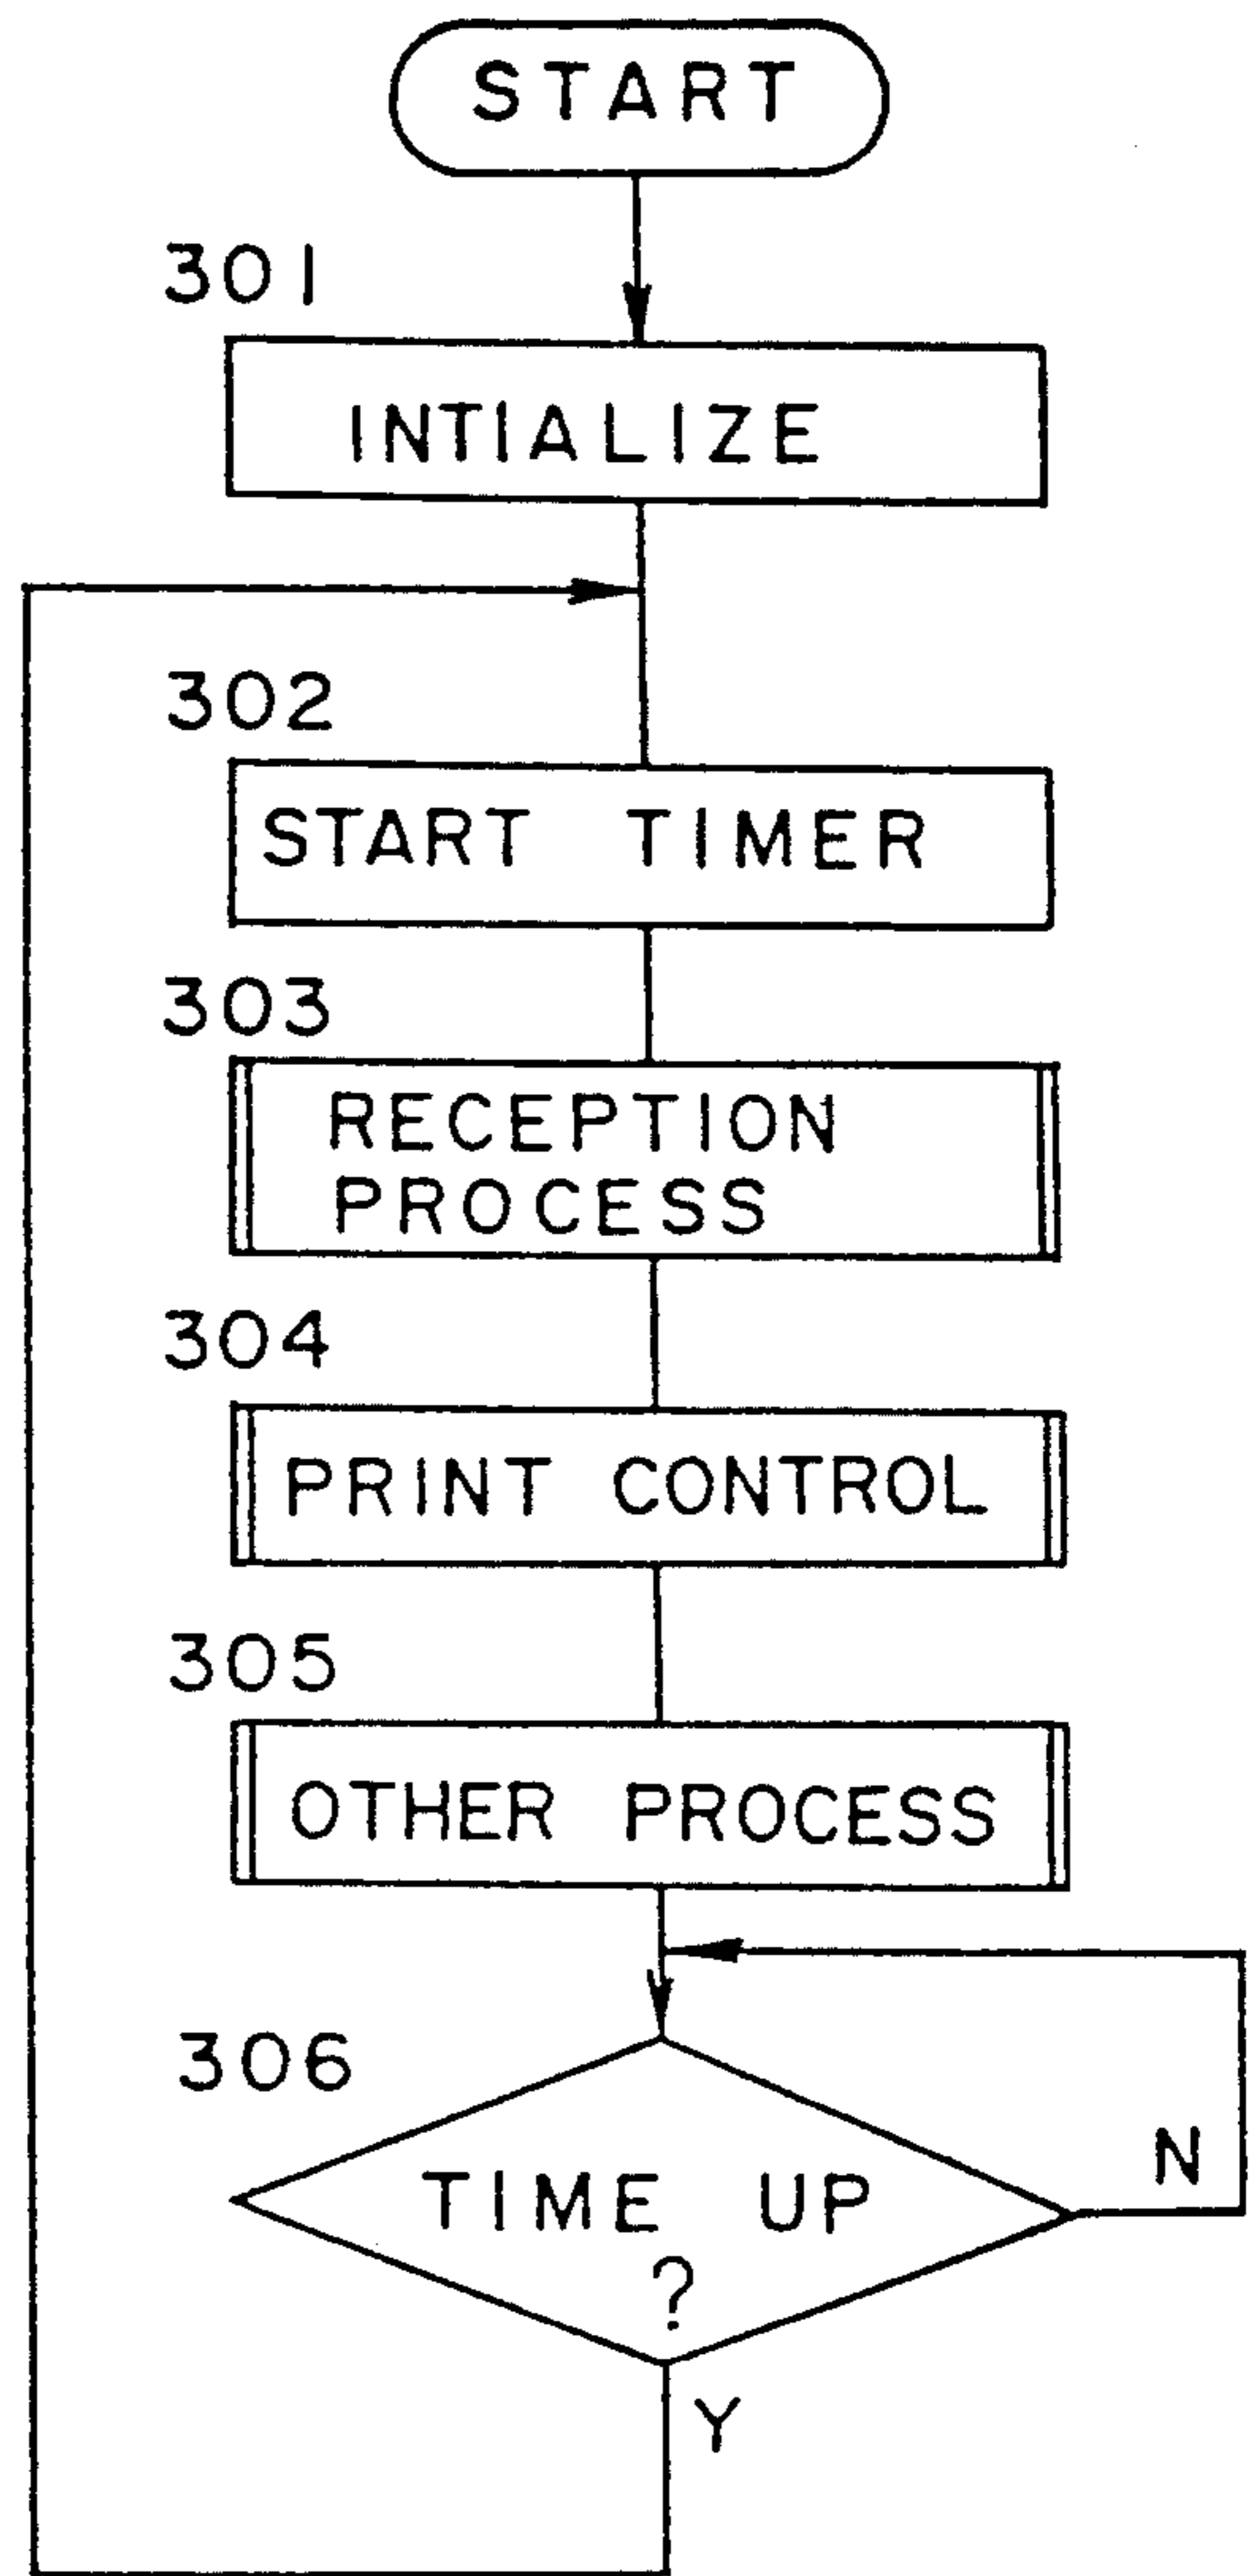 START
301
INTIALIZE
302
START TIMER
303
RECEPTION
PROCESS
304
PRINT CONTROL
305
OTHER PROCESS
306
TIME UP
?
N
Y